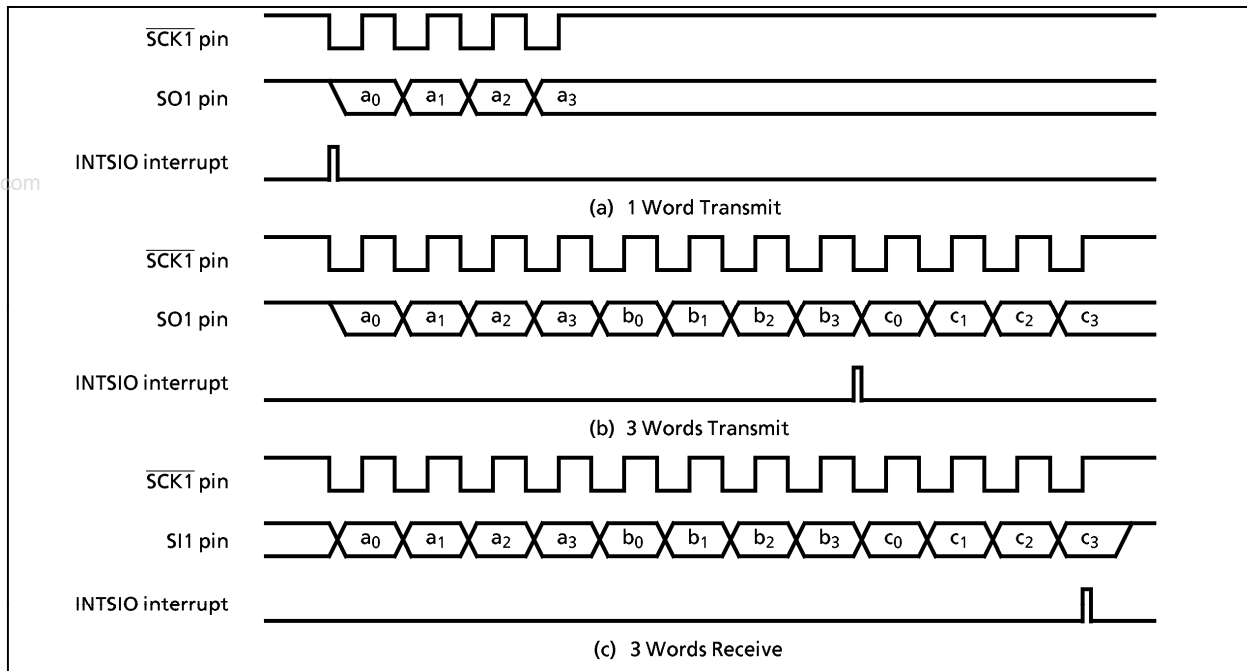 SCK1 pin
SO1 pin
a0 a1 a2 a3
INTSIO interrupt
com
(a) 1 Word Transmit
SCK1 pin
SO1 pin
a0 a1 a2 a3 b0 b1 b2 b3 c0 c1 c2 c3
INTSIO interrupt
(b) 3 Words Transmit
SCK1 pin
SI1 pin
a0 a1 a2 a3 b0 b1 b2 b3 c0 c1 c2 c3
INTSIO interrupt
(c) 3 Words Receive